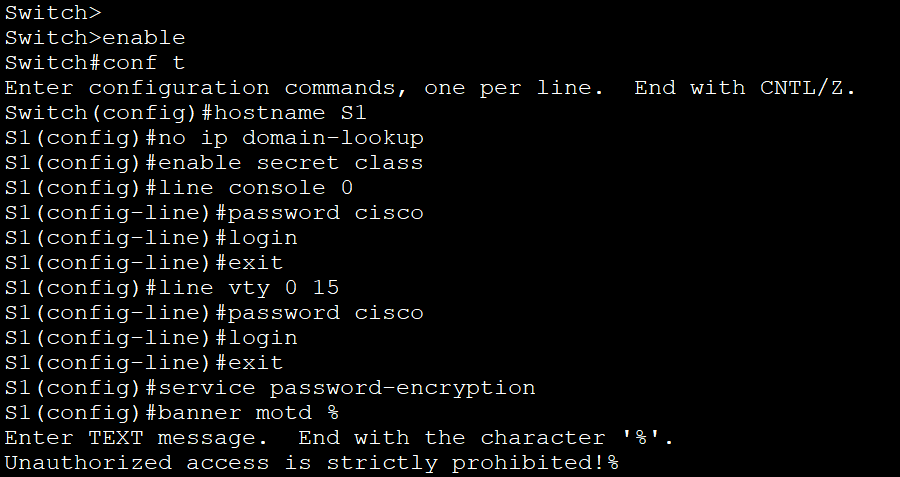 Switch>
Switch>enable
Switch#conf t
Enter configuration commands, one per line.  End with CNTL/Z.
Switch(config)#hostname S1
S1(config)#no ip domain-lookup
S1(config)#enable secret class
S1(config)#line console 0
S1(config-line)#password cisco
S1(config-line)#login
S1(config-line)#exit
S1(config)#line vty 0 15
S1(config-line)#password cisco
S1(config-line)#login
S1(config-line)#exit
S1(config)#service password-encryption
S1(config)#banner motd %
Enter TEXT message.  End with the character '%'.
Unauthorized access is strictly prohibited!%